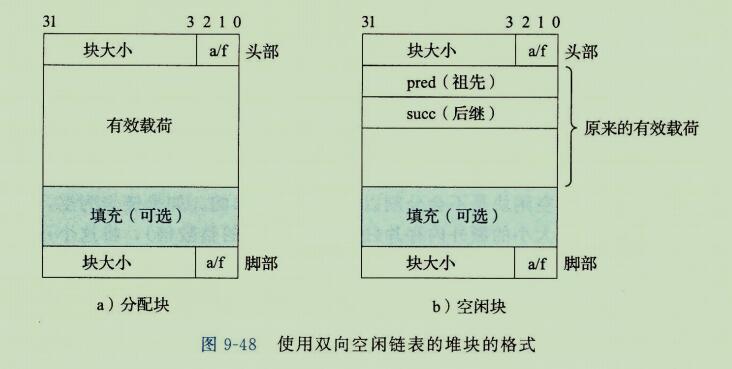 31 3 2 1 0
块大小 a/f 头部
有效载荷
填充（可选）
块大小 a/f 脚部
a）分配块
31 3 2 1 0
块大小 a/f 头部
pred（祖先）
succ（后继）
原来的有效载荷
填充（可选）
块大小 a/f 脚部
b）空闲块
图 9-48 使用双向空闲链表的堆块的格式